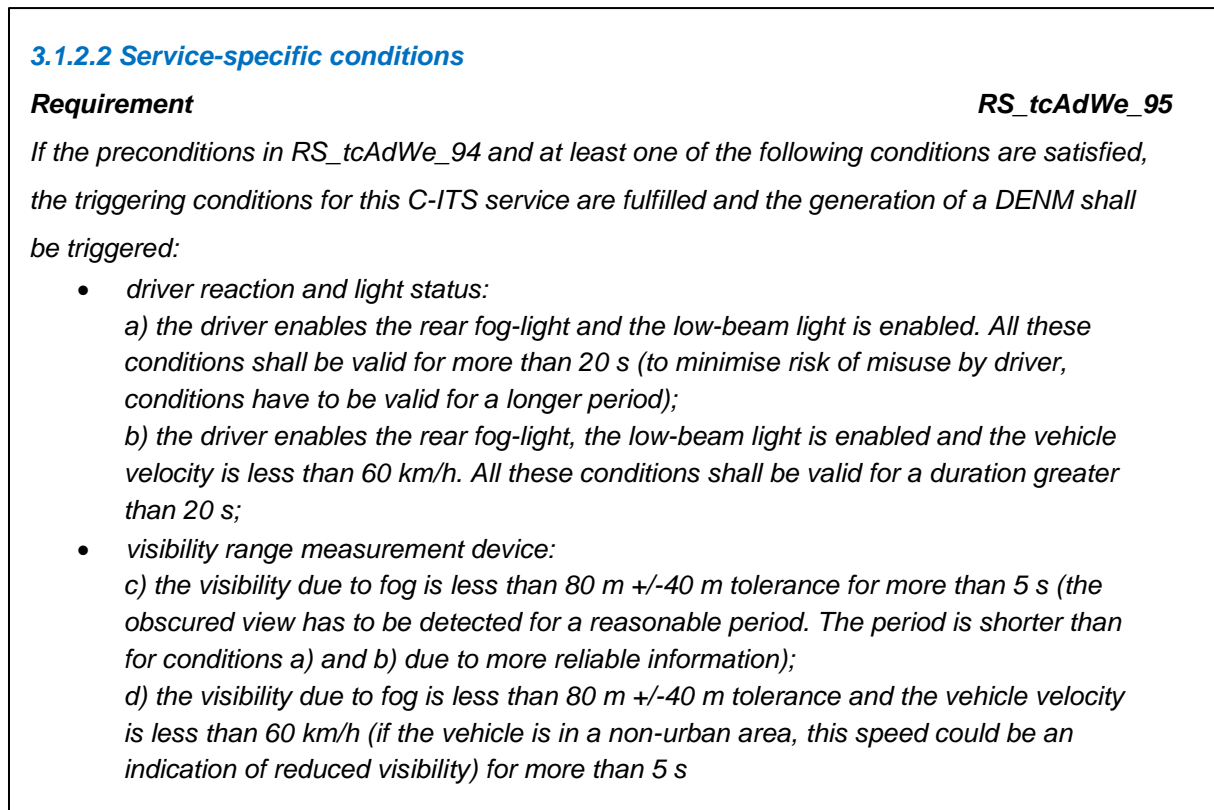 3.1.2.2 Service-specific conditions
Requirement RS_tcAdWe_95
If the preconditions in RS_tcAdWe_94 and at least one of the following conditions are satisfied,
the triggering conditions for this C-ITS service are fulfilled and the generation of a DENM shall
be triggered:
• driver reaction and light status:
a) the driver enables the rear fog-light and the low-beam light is enabled. All these
conditions shall be valid for more than 20 s (to minimise risk of misuse by driver,
conditions have to be valid for a longer period);
b) the driver enables the rear fog-light, the low-beam light is enabled and the vehicle
velocity is less than 60 km/h. All these conditions shall be valid for a duration greater
than 20 s;
• visibility range measurement device:
c) the visibility due to fog is less than 80 m +/-40 m tolerance for more than 5 s (the
obscured view has to be detected for a reasonable period. The period is shorter than
for conditions a) and b) due to more reliable information);
d) the visibility due to fog is less than 80 m +/-40 m tolerance and the vehicle velocity
is less than 60 km/h (if the vehicle is in a non-urban area, this speed could be an
indication of reduced visibility) for more than 5 s